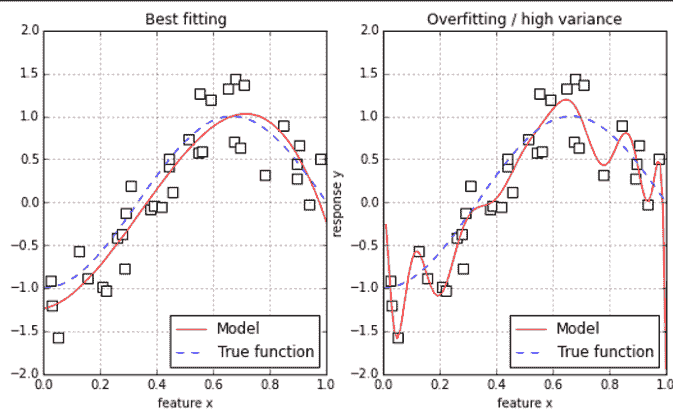 Best fitting
2.0
1.5
1.0
0.5
0.0
−0.5
−1.0
−1.5
−2.0
0.0 0.2 0.4 0.6 0.8 1.0
feature x
Model
True function
Overfitting / high variance
response y
2.0
1.5
1.0
0.5
0.0
−0.5
−1.0
−1.5
−2.0
0.0 0.2 0.4 0.6 0.8 1.0
feature x
Model
True function